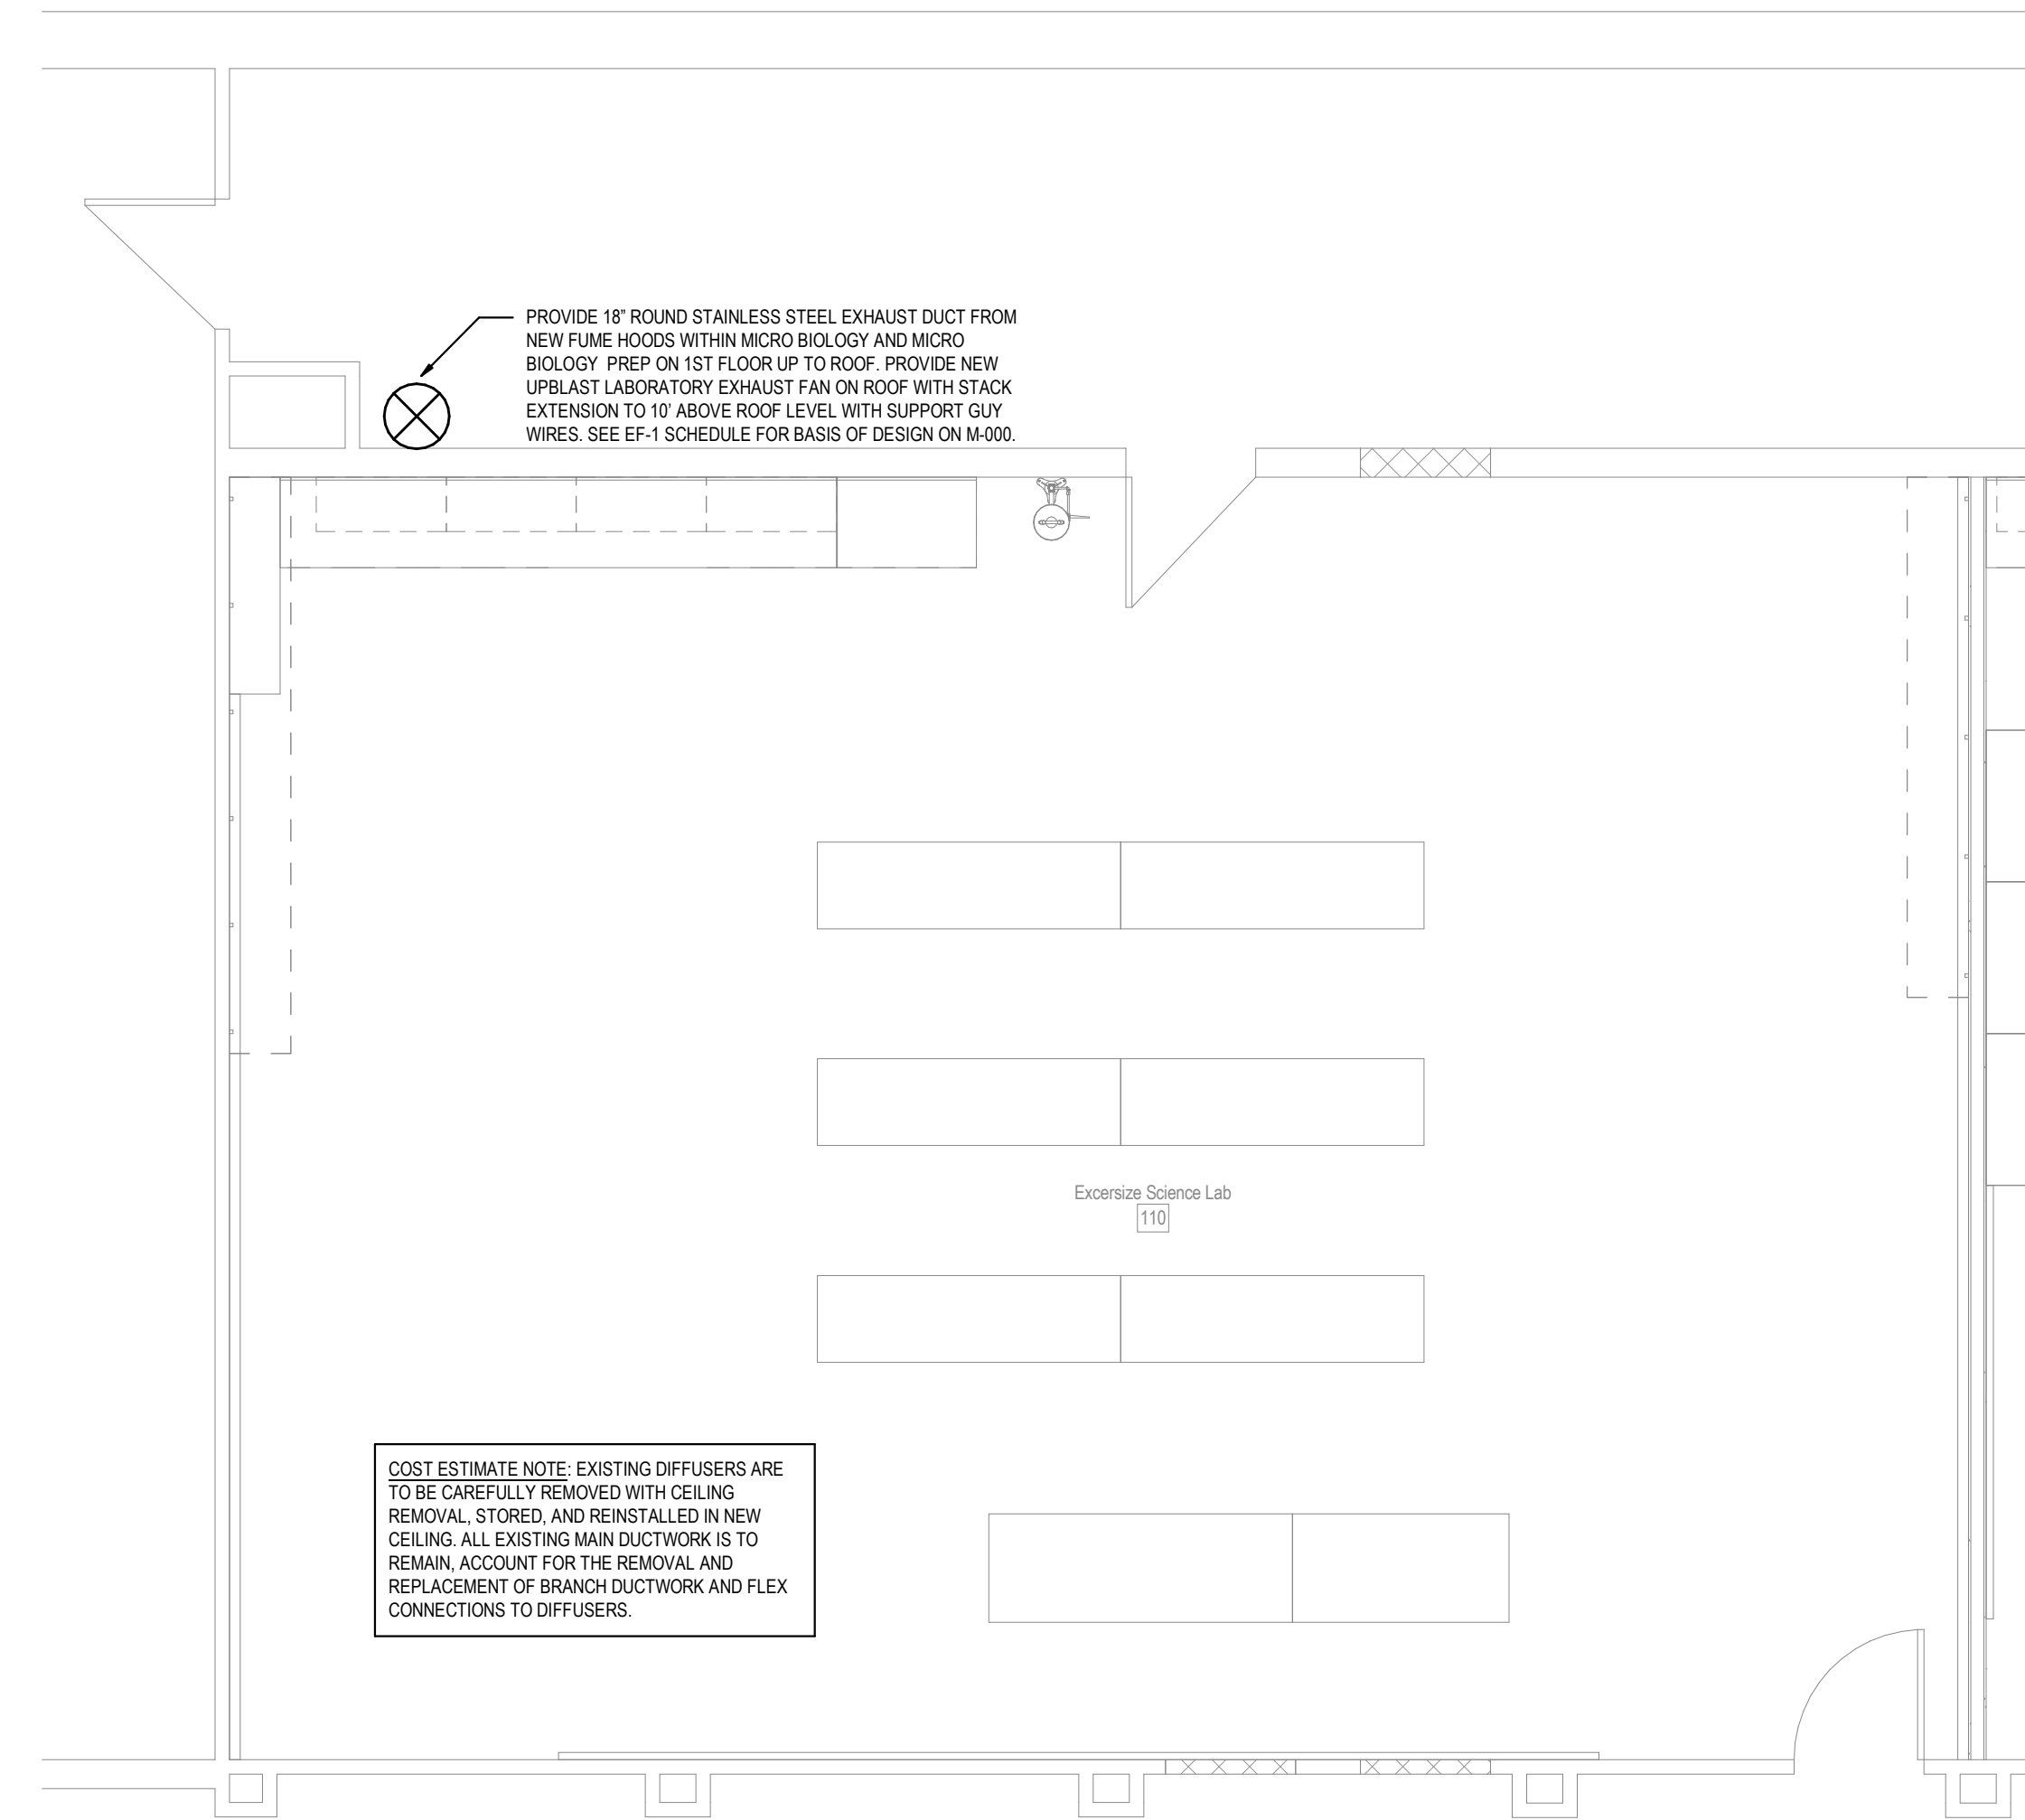 PROVIDE 18" ROUND STAINLESS STEEL EXHAUST DUCT FROM
NEW FUME HOODS WITHIN MICRO BIOLOGY AND MICRO
BIOLOGY PREP ON 1ST FLOOR UP TO ROOF. PROVIDE NEW
UPBLAST LABORATORY EXHAUST FAN ON ROOF WITH STACK
EXTENSION TO 10' ABOVE ROOF LEVEL WITH SUPPORT GUY
WIRES. SEE EF-1 SCHEDULE FOR BASIS OF DESIGN ON M-000.
Excersize Science Lab
110
COST ESTIMATE NOTE: EXISTING DIFFUSERS ARE
TO BE CAREFULLY REMOVED WITH CEILING
REMOVAL, STORED, AND REINSTALLED IN NEW
CEILING. ALL EXISTING MAIN DUCTWORK IS TO
REMAIN, ACCOUNT FOR THE REMOVAL AND
REPLACEMENT OF BRANCH DUCTWORK AND FLEX
CONNECTIONS TO DIFFUSERS.